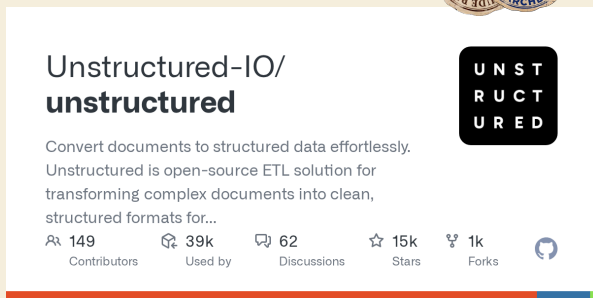 Unstructured-IO/
unstructured
UNST
RUCT
URED
Convert documents to structured data effortlessly.
Unstructured is open-source ETL solution for
transforming complex documents into clean,
structured formats for...
149
Contributors
39k
Used by
62
Discussions
15k
Stars
1k
Forks